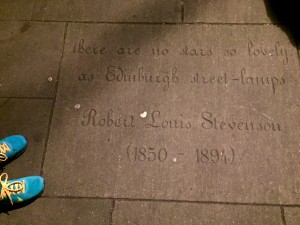 there are no stars so lovely
as Edinburgh street-lamps
Robert Louis Stevenson
(1850 - 1894)